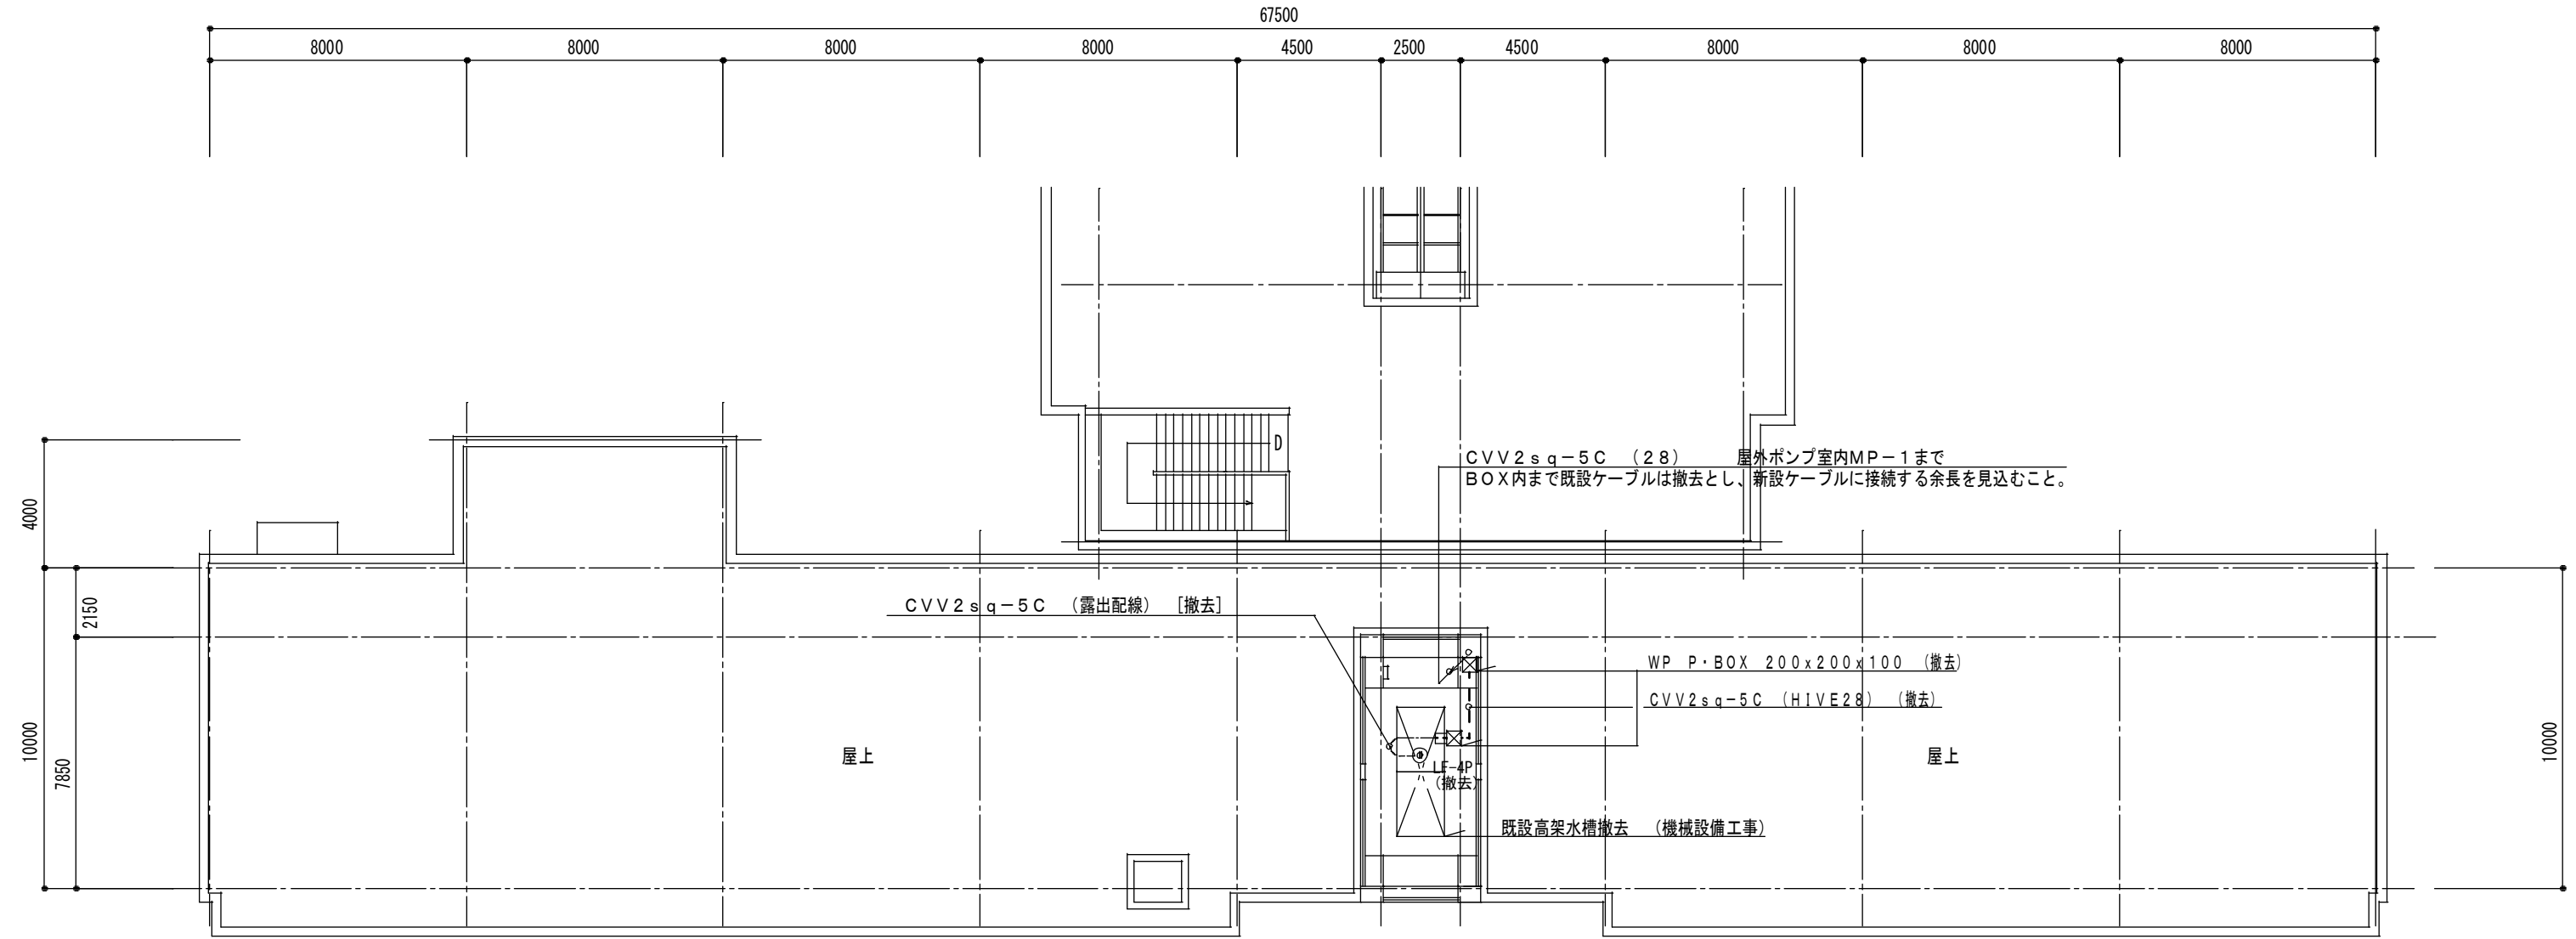 67500
8000 8000 8000 8000 4500 2500 4500 8000 8000 8000
D
CVV2sq-5C (28) 屋外ポンプ室内MP-1まで
BOX内まで既設ケーブルは撤去とし、新設ケーブルに接続する余長を見込むこと。
4000
2150
10000
7850
10000
CVV2sq-5C (露出配線) [撤去]
WP P・BOX 200x200x100 (撤去)
CVV2sq-5C (HIVE28) (撤去)
屋上
LF-4P
(撤去)
屋上
既設高架水槽撤去 (機械設備工事)